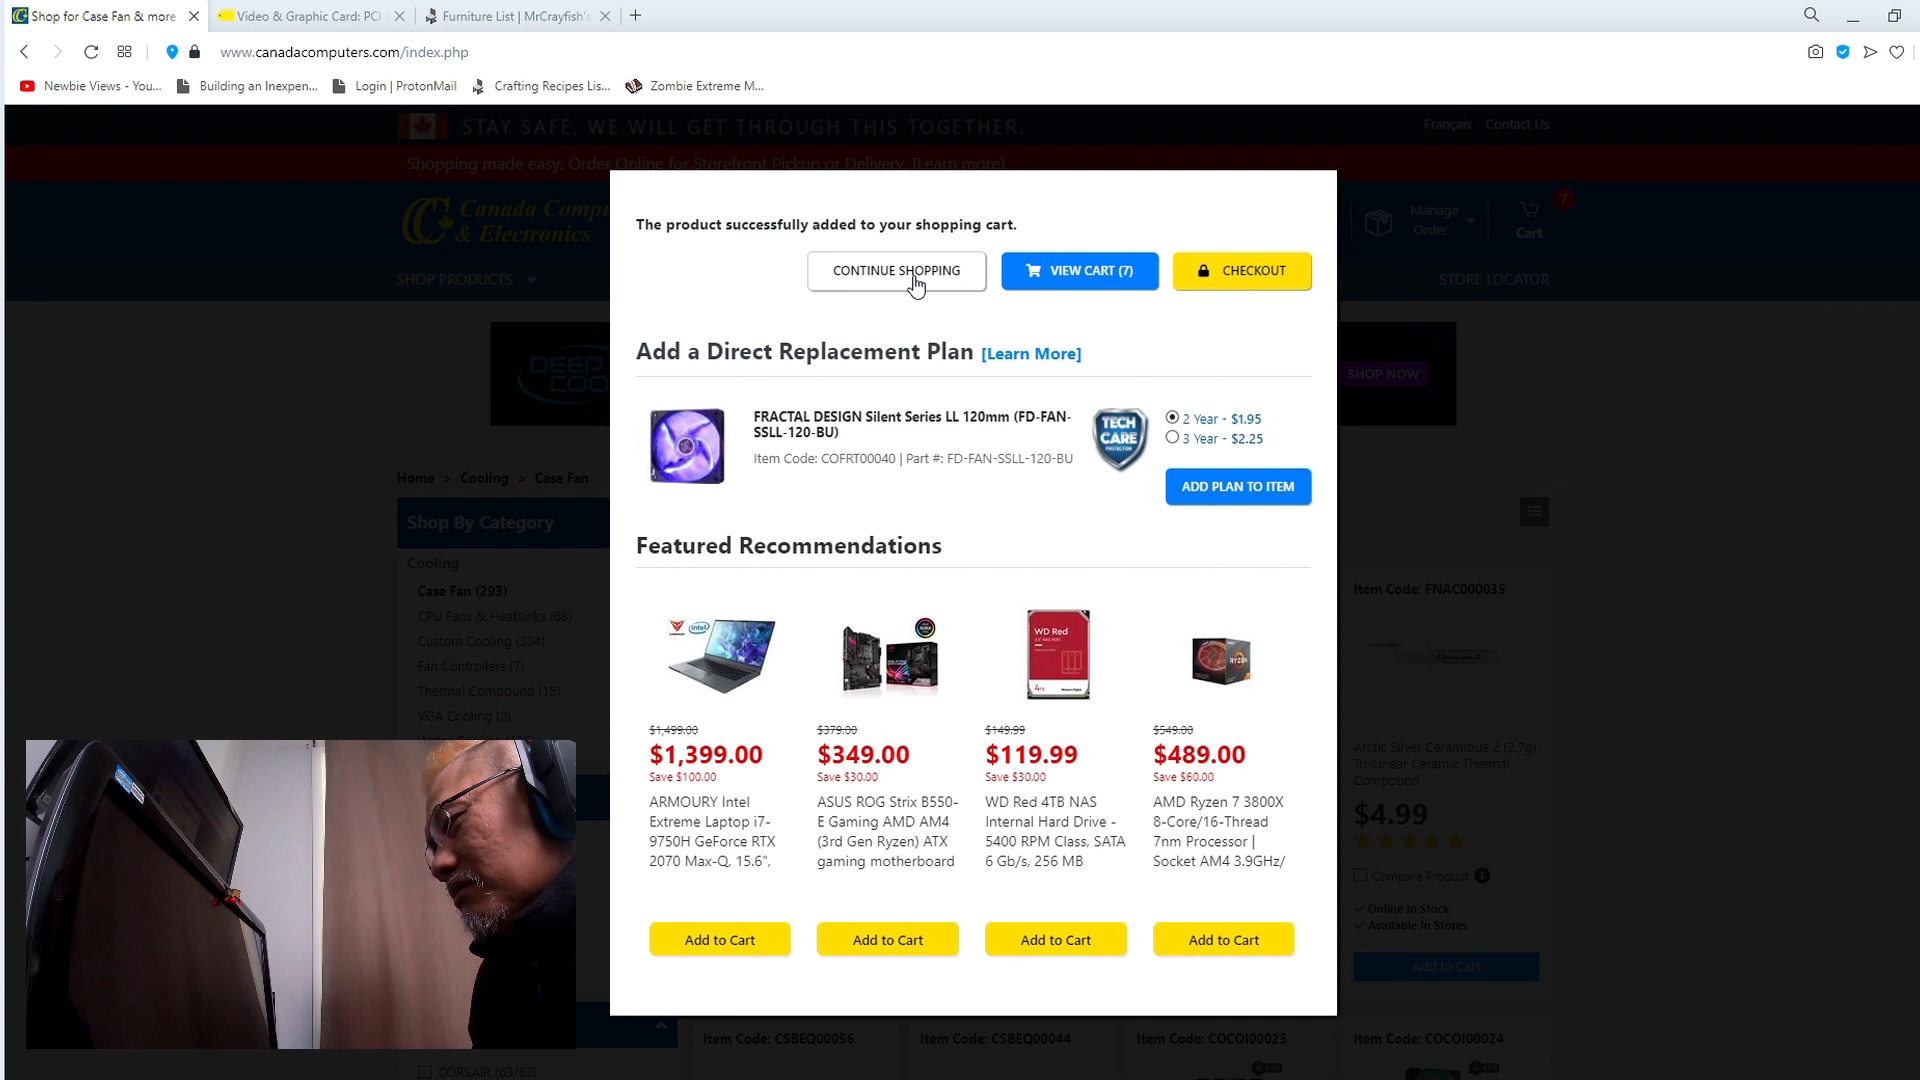 Shop for Case Fan & more
Video & Graphic Card: PCI
Furniture List | MrCrayfish's
www.canadacomputers.com/index.php
Newbie Views - You...
Building an Inexpen...
Login | ProtonMail
Crafting Recipes Lis...
Zombie Extreme M...
STAY SAFE, WE WILL GET THROUGH THIS TOGETHER.
Français
Contact Us
Shopping made easy. Order Online for Storefront Pickup or Delivery. [Learn more]
Canada Compu
& Electronics
Manage
Order
7
Cart
SHOP PRODUCTS
STORE LOCATOR
The product successfully added to your shopping cart.
CONTINUE SHOPPING
VIEW CART (7)
CHECKOUT
DEEP
COO
SHOP NOW
Add a Direct Replacement Plan [Learn More]
FRACTAL DESIGN Silent Series LL 120mm (FD-FAN-
SSLL-120-BU)
Item Code: COFRT00040 | Part #: FD-FAN-SSLL-120-BU
TECH
CARE
PROTECTION
2 Year - $1.95
3 Year - $2.25
ADD PLAN TO ITEM
Home > Cooling > Case Fan
Shop By Category
Cooling
Case Fan (293)
CPU Fans & Heatsinks (68)
Custom Cooling (304)
Fan Controllers (7)
Thermal Compound (15)
VGA Cooling (2)
Featured Recommendations
intel
WD Red
4TB
RYZEN
$1,499.00
$1,399.00
Save $100.00
ARMOURY Intel
Extreme Laptop i7-
9750H GeForce RTX
2070 Max-Q, 15.6",
Add to Cart
$379.00
$349.00
Save $30.00
ASUS ROG Strix B550-
E Gaming AMD AM4
(3rd Gen Ryzen) ATX
gaming motherboard
Add to Cart
$149.99
$119.99
Save $30.00
WD Red 4TB NAS
Internal Hard Drive -
5400 RPM Class, SATA
6 Gb/s, 256 MB
Add to Cart
$549.00
$489.00
Save $60.00
AMD Ryzen 7 3800X
8-Core/16-Thread
7nm Processor |
Socket AM4 3.9GHz/
Add to Cart
Item Code: FNAC000035
Arctic Silver Ceramique 2 (2.7g)
Tri-Linear Ceramic Thermal
Compound
$4.99
Compare Product
Online In Stock
Available In Stores
Add to Cart
Item Code: CSBEQ00056
Item Code: CSBEQ00044
Item Code: COCOI00025
Item Code: COCOI00024
CORSAIR (63/63)